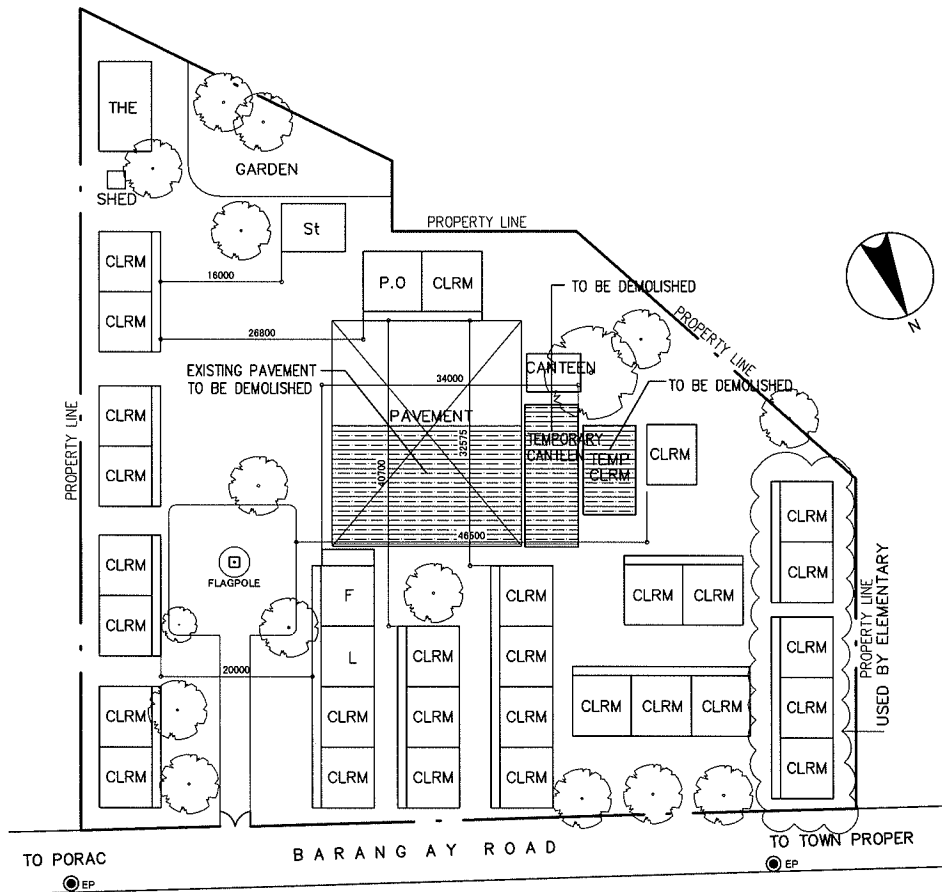 THE
GARDEN
SHED
St
PROPERTY LINE
CLRM
CLRM
16000
P.O
CLRM
TO BE DEMOLISHED
N
26800
PROPERTY LINE
EXISTING PAVEMENT
TO BE DEMOLISHED
34000
CANTEEN
TO BE DEMOLISHED
PROPERTY LINE
CLRM
CLRM
PAVEMENT
32575
40700
TEMPORARY
CANTEEN
TEMP
CLRM
CLRM
46500
CLRM
CLRM
FLAGPOLE
CLRM
CLRM
F
CLRM
CLRM
CLRM
L
CLRM
CLRM
CLRM
PROPERTY LINE
USED BY ELEMENTARY
20000
CLRM
CLRM
CLRM
CLRM
CLRM
CLRM
CLRM
CLRM
CLRM
CLRM
CLRM
CLRM
CLRM
TO PORAC
BARANGAY ROAD
TO TOWN PROPER
EP
EP